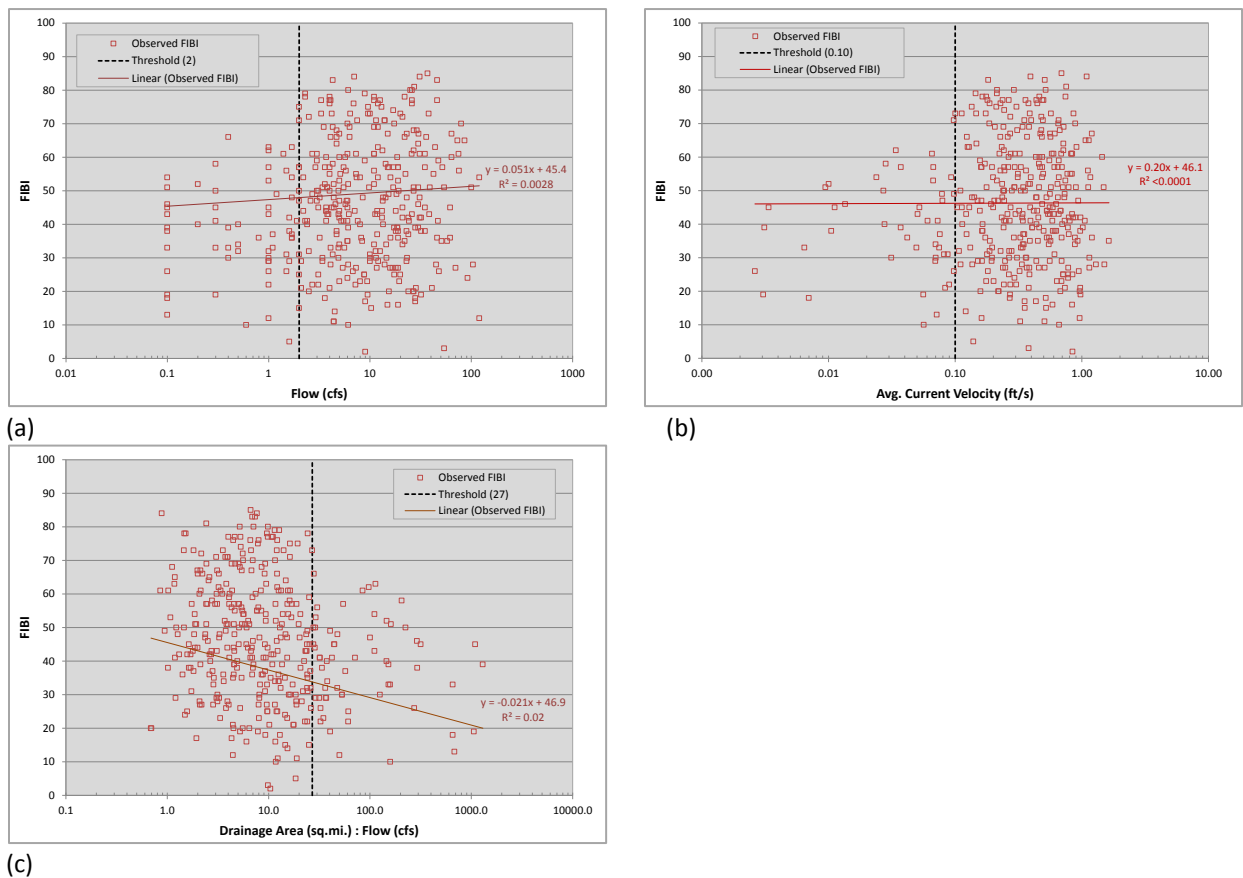 100
90
80
70
60
50
40
30
20
10
0
FIBI
Observed FIBI
Threshold (2)
Linear (Observed FIBI)
y = 0.051x + 45.4
R² = 0.0028
0.01 0.1 1 10 100 1000
Flow (cfs)
(a)
100
90
80
70
60
50
40
30
20
10
0
FIBI
Observed FIBI
Threshold (0.10)
Linear (Observed FIBI)
y = 0.20x + 46.1
R² <0.0001
0.00 0.01 0.10 1.00 10.00
Avg. Current Velocity (ft/s)
(b)
100
90
80
70
60
50
40
30
20
10
0
FIBI
Observed FIBI
Threshold (27)
Linear (Observed FIBI)
y = -0.021x + 46.9
R² = 0.02
0.1 1.0 10.0 100.0 1000.0 10000.0
Drainage Area (sq.mi.) : Flow (cfs)
(c)